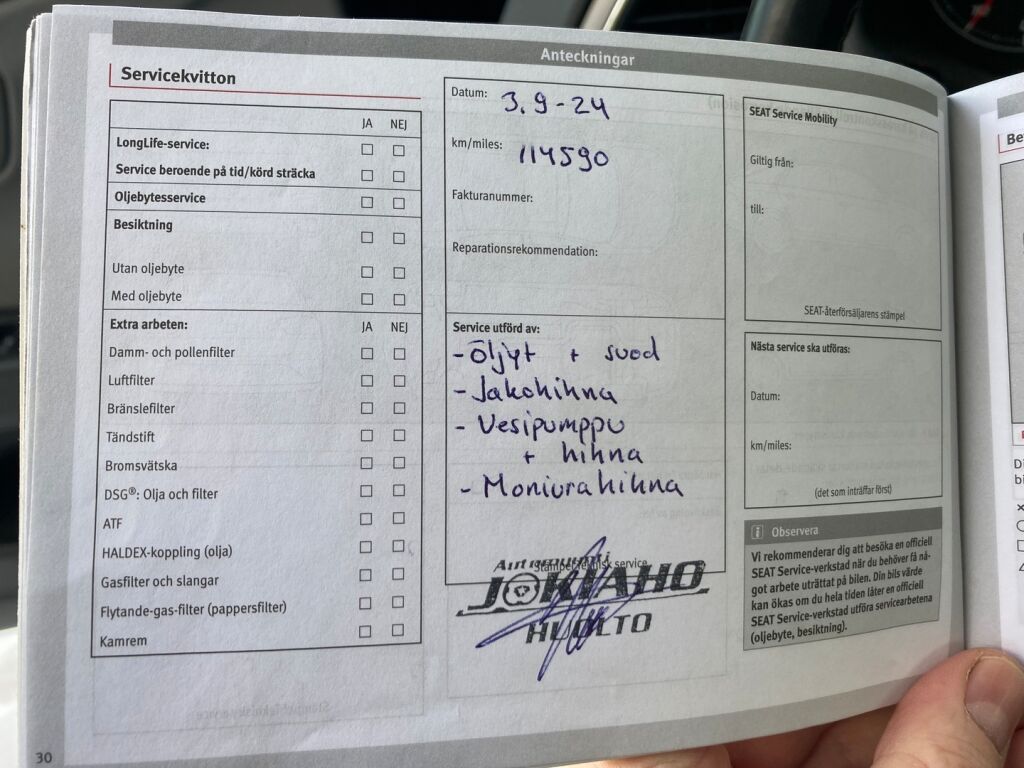 Anteckningar
Servicekvitton
JA NEJ
LongLife-service:
Service beroende på tid/körd sträcka
Oljebytesservice
Besiktning
Utan oljebyte
Med oljebyte
Extra arbeten: JA NEJ
Damm- och pollenfilter
Luftfilter
Bränslefilter
Tändstift
Bromsvätska
DSG®: Olja och filter
ATF
HALDEX-koppling (olja)
Gasfilter och slangar
Flytande-gas-filter (pappersfilter)
Kamrem
30
Datum: 3.9-24
km/miles: 114590
Fakturanummer:
Reparationsrekommendation:
Service utförd av:
- Öljyt + suod
- Jakohihna
- Vesipumppu
+ hihna
- Moniurahihna
service
JOKIAHO
HUOLTO
SEAT Service Mobility
Giltig från:
till:
SEAT-återförsäljarens stämpel
Nästa service ska utföras:
Datum:
km/miles:
(det som inträffar först)
i Observera
Vi rekommenderar dig att besöka en officiell
SEAT Service-verkstad när du behöver få nå-
got arbete uträttat på bilen. Din bils värde
kan ökas om du hela tiden låter en officiell
SEAT Service-verkstad utföra servicearbetena
(oljebyte, besiktning).